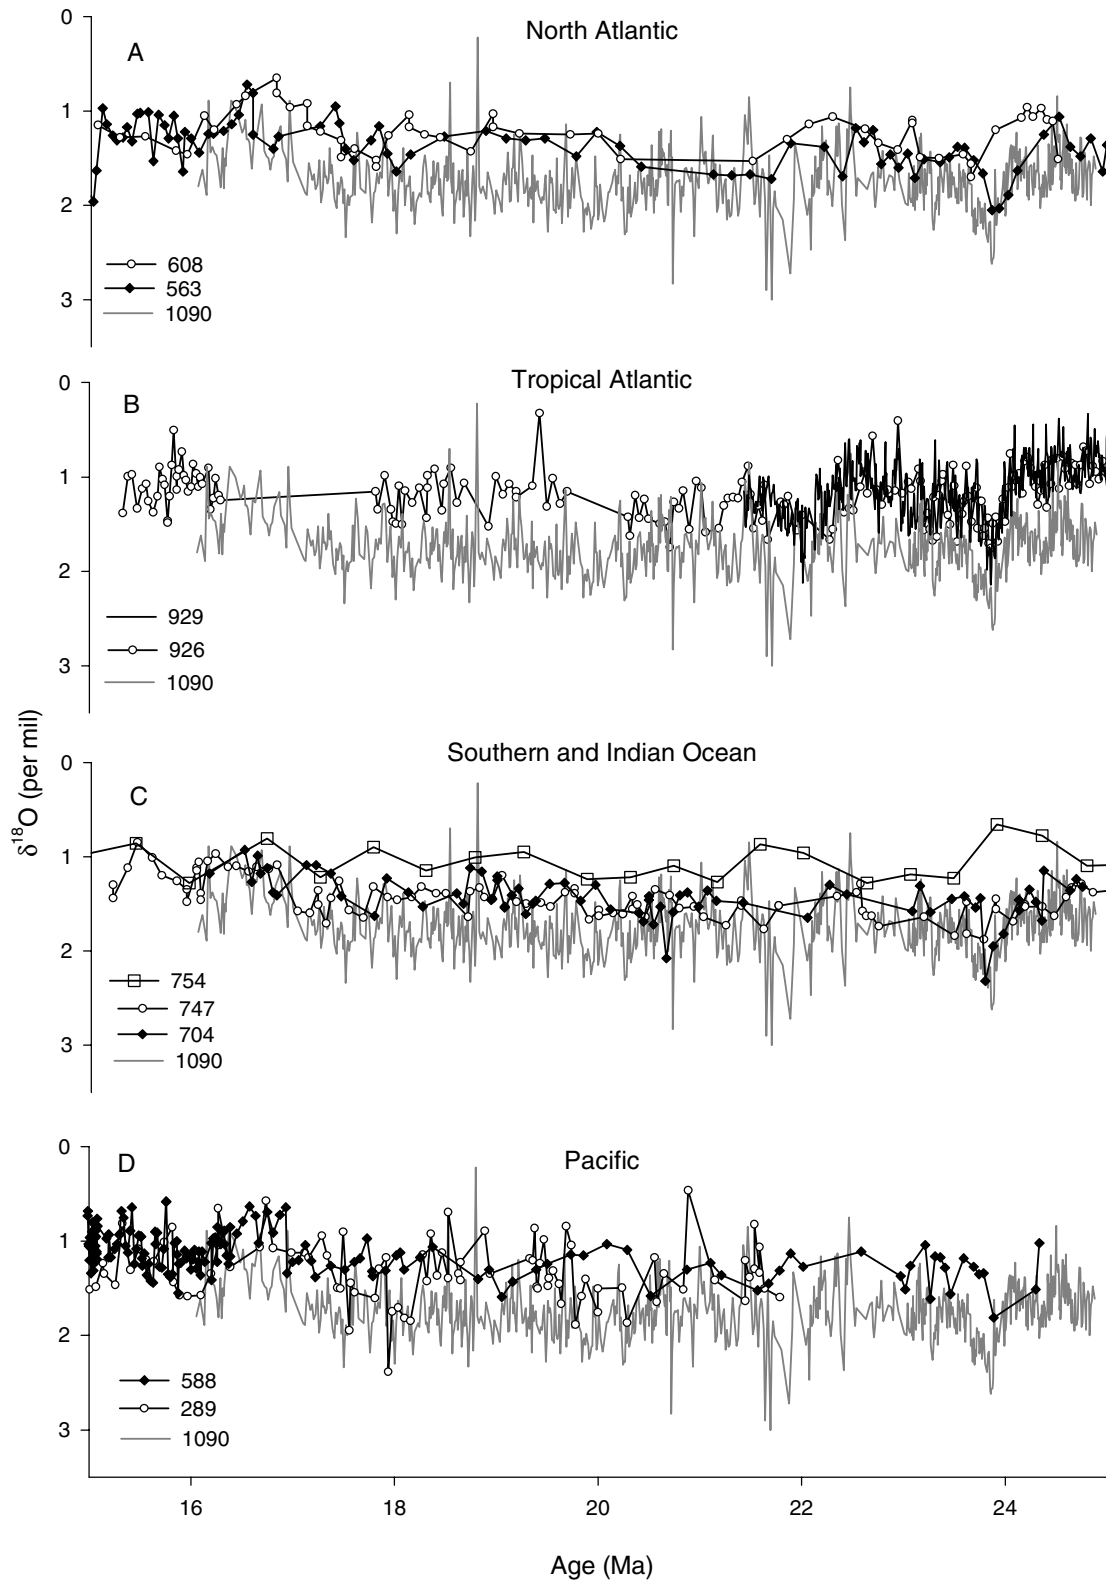 North Atlantic
A
0
1
2
3
608
563
1090
Tropical Atlantic
B
0
1
2
3
929
926
1090
Southern and Indian Ocean
C
0
1
2
3
754
747
704
1090
δ18O (per mil)
Pacific
D
0
1
2
3
588
289
1090
16 18 20 22 24
Age (Ma)